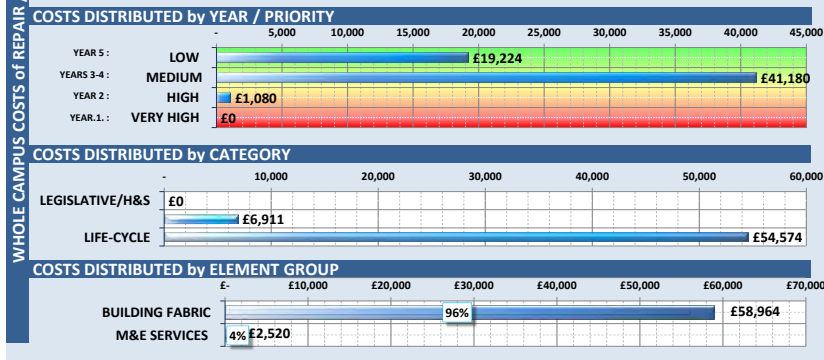 WHOLE CAMPUS COSTS of REPAIR
COSTS DISTRIBUTED by YEAR / PRIORITY
- 5,000 10,000 15,000 20,000 25,000 30,000 35,000 40,000 45,000
YEAR 5 : LOW £19,224
YEARS 3-4 : MEDIUM £41,180
YEAR 2 : HIGH £1,080
YEAR.1. : VERY HIGH £0
COSTS DISTRIBUTED by CATEGORY
- 10,000 20,000 30,000 40,000 50,000 60,000
LEGISLATIVE/H&S £0
£6,911
LIFE-CYCLE £54,574
COSTS DISTRIBUTED by ELEMENT GROUP
£- £10,000 £20,000 £30,000 £40,000 £50,000 £60,000 £70,000
BUILDING FABRIC 96% £58,964
M&E SERVICES 4% £2,520